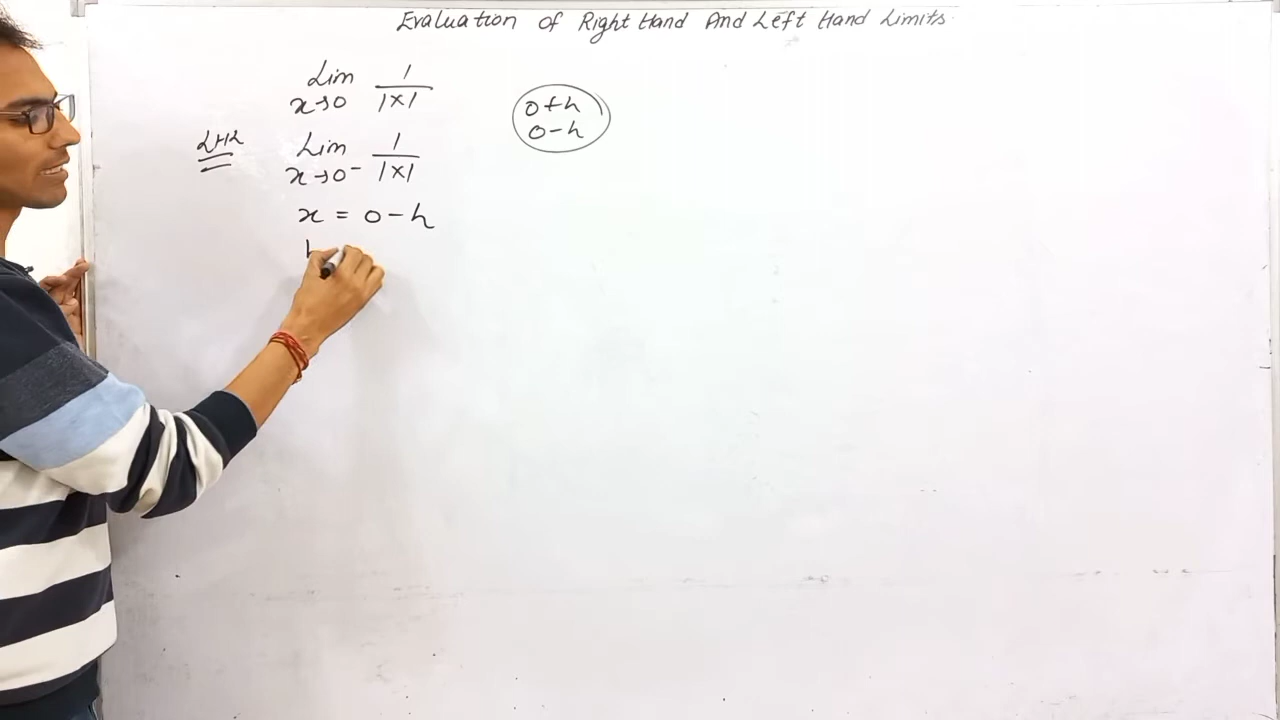 Evaluation of Right Hand And Left Hand Limits.
Lim x→0 1/|x|
0+h
0-h
LHL Lim x→0⁻ 1/|x|
x = 0-h
h